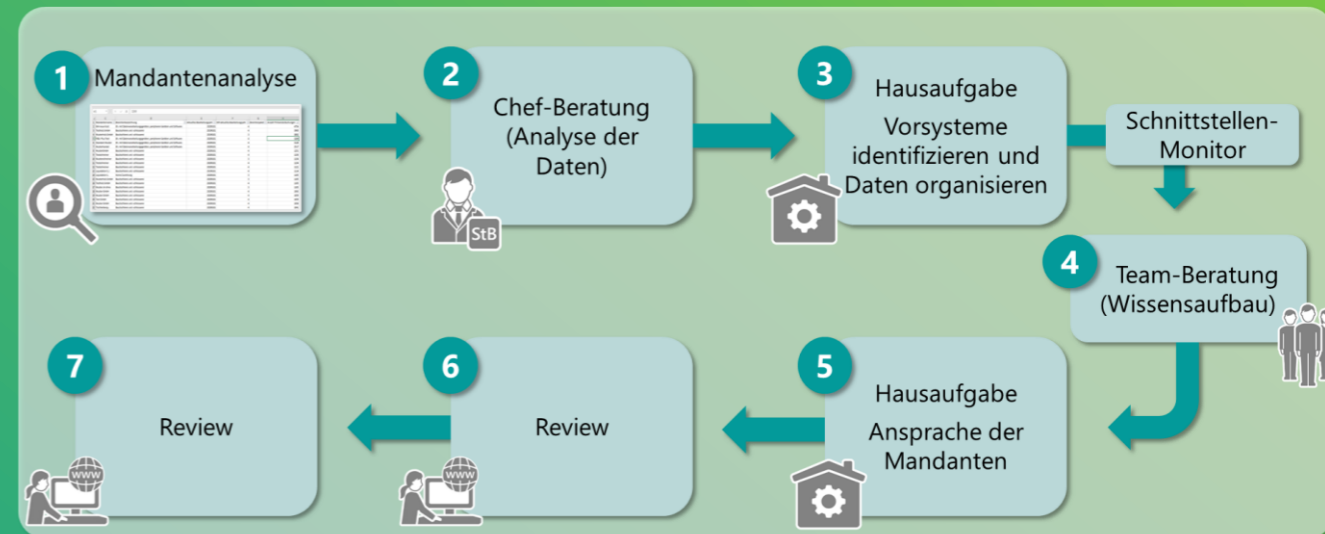 1
Mandantenanalyse
2
Chef-Beratung
(Analyse der
Daten)
StB
3
Hausaufgabe
Vorsysteme
identifizieren und
Daten organisieren
Schnittstellen-
Monitor
4
Team-Beratung
(Wissensaufbau)
5
Hausaufgabe
Ansprache der
Mandanten
6
Review
www
7
Review
www